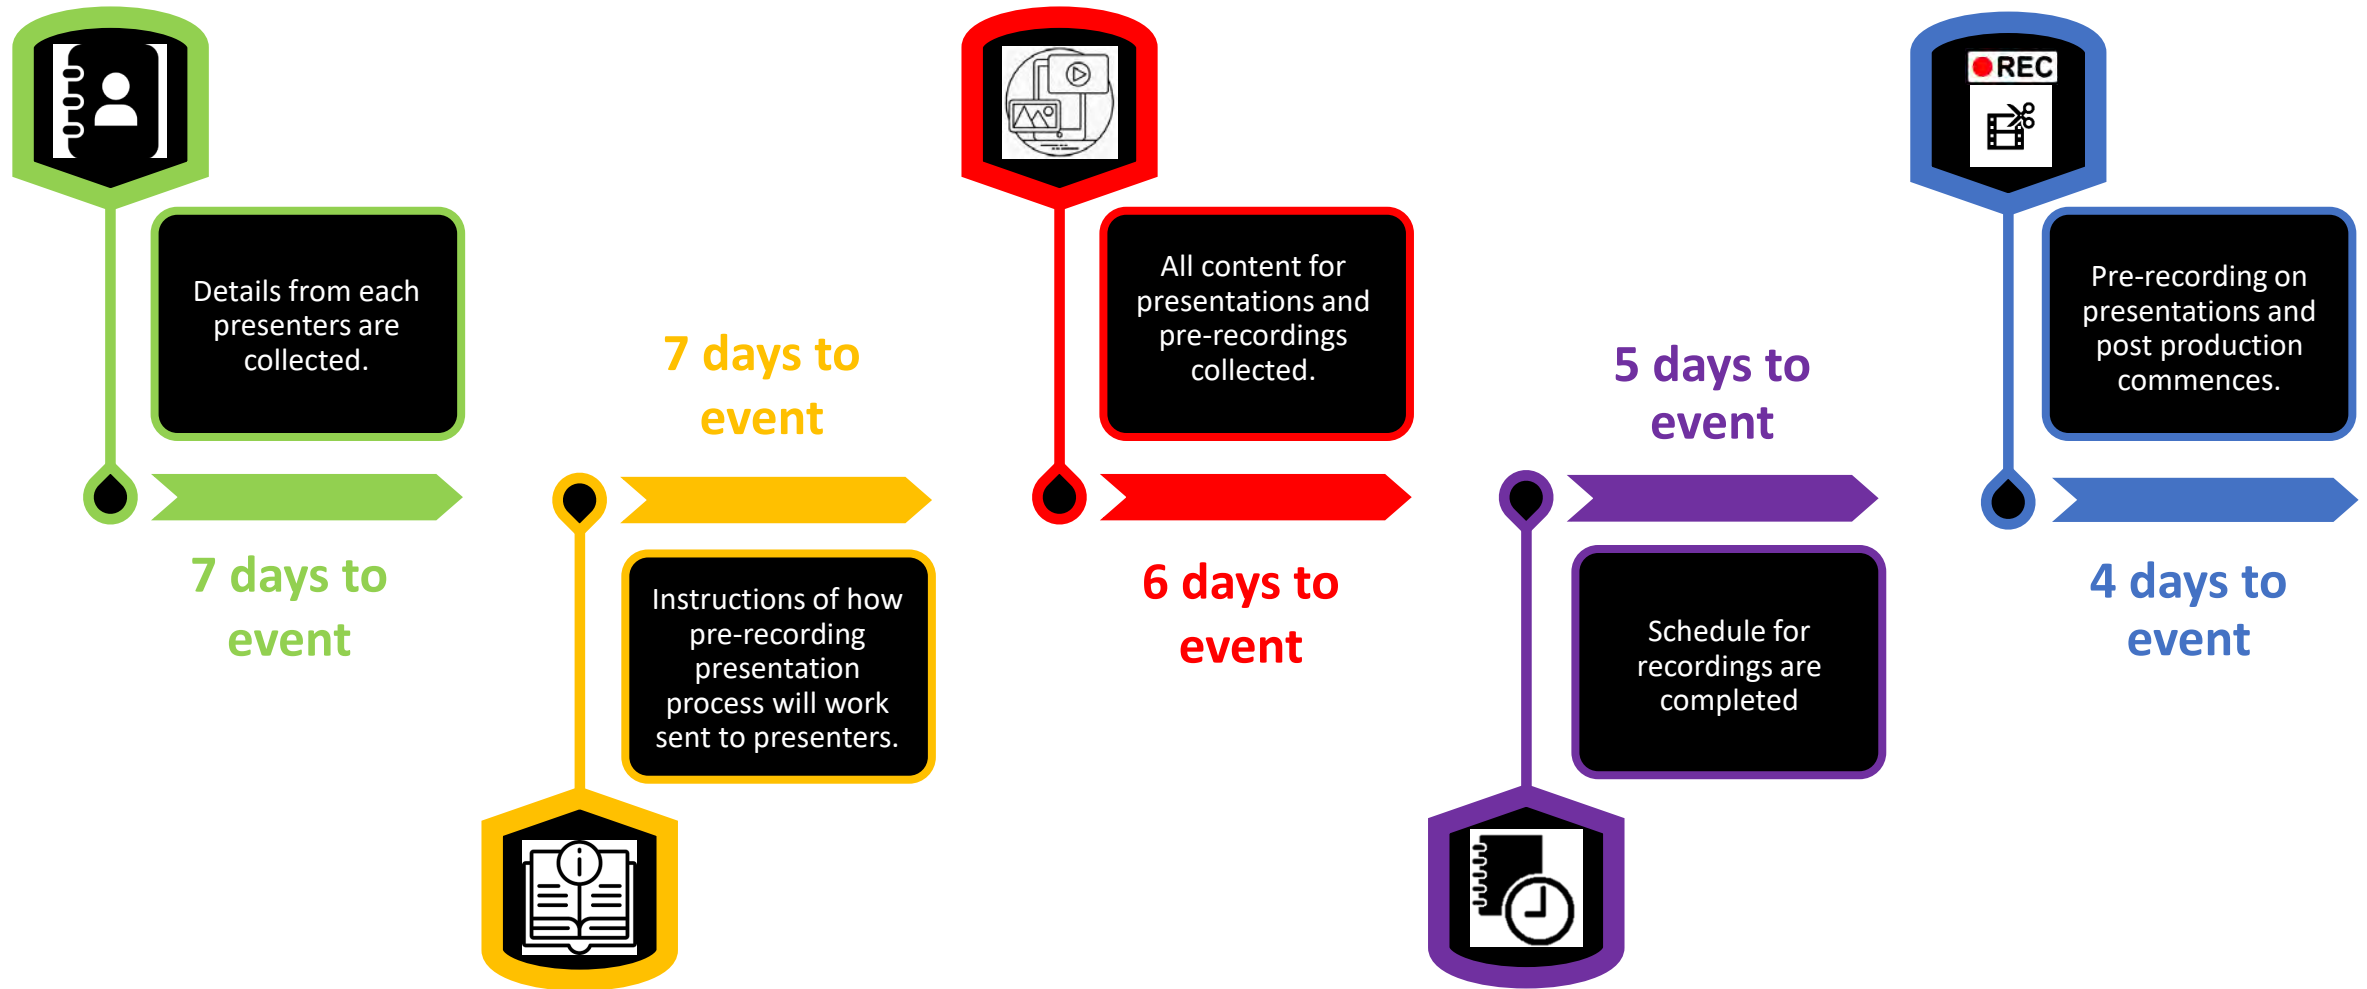 Details from each
presenters are
collected.
7 days to
event
7 days to
event
Instructions of how
pre-recording
presentation
process will work
sent to presenters.
i
All content for
presentations and
pre-recordings
collected.
6 days to
event
5 days to
event
Schedule for
recordings are
completed
REC
Pre-recording on
presentations and
post production
commences.
4 days to
event